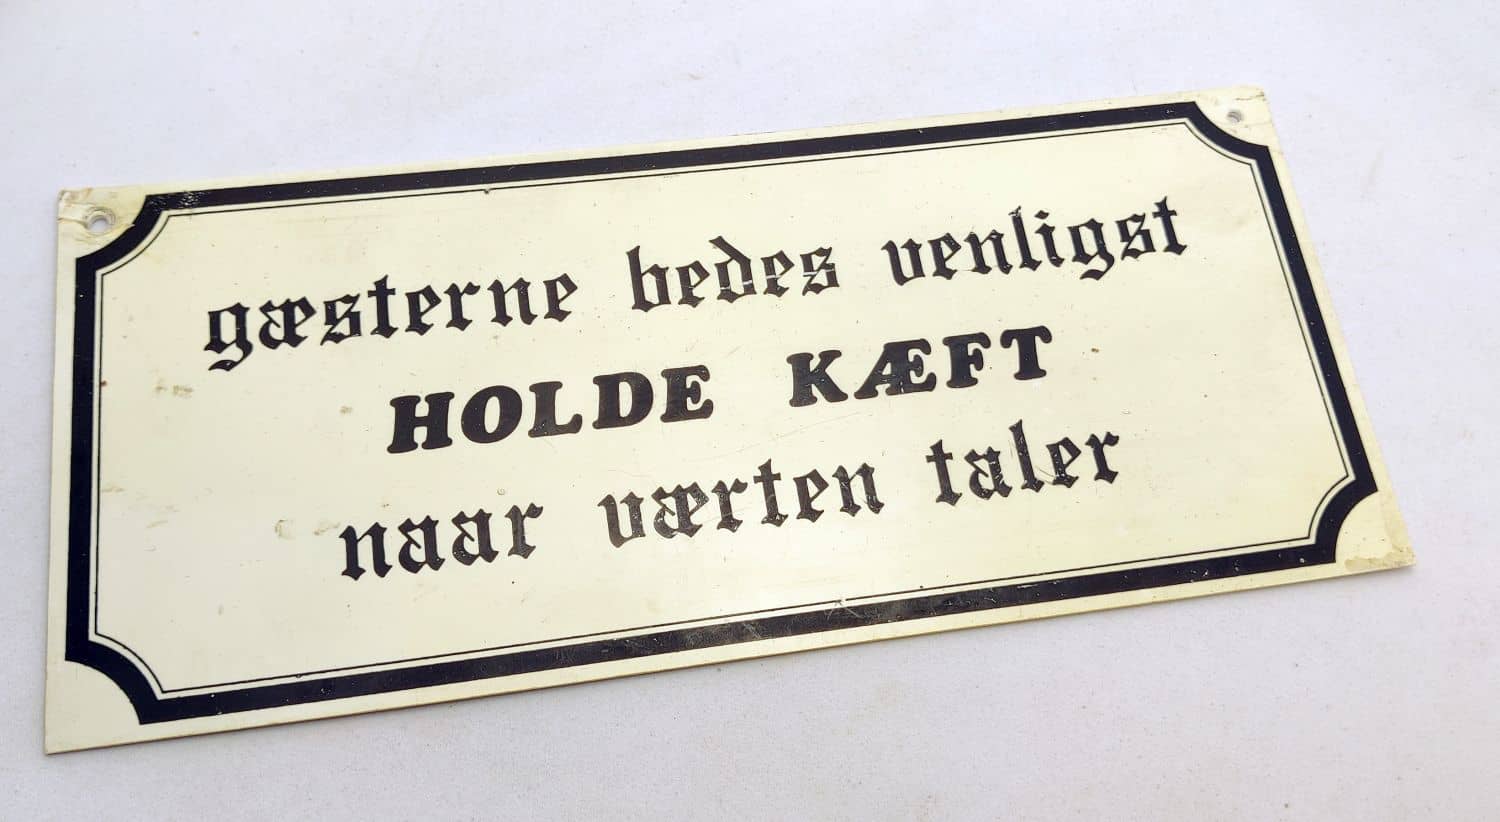 gæsterne bedes venligst
HOLDE KÆFT
naar værten taler